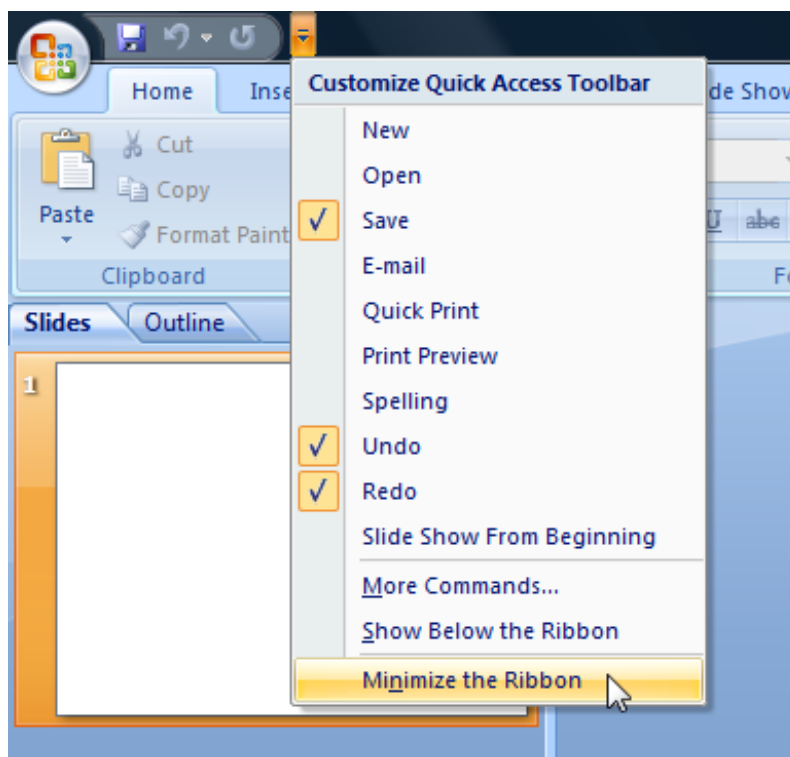 Home Inse
de Show
Cut
Copy
Paste
Format Paint
Clipboard
U abc
Slides Outline
1
Customize Quick Access Toolbar
New
Open
Save
E-mail
Quick Print
Print Preview
Spelling
Undo
Redo
Slide Show From Beginning
More Commands...
Show Below the Ribbon
Minimize the Ribbon